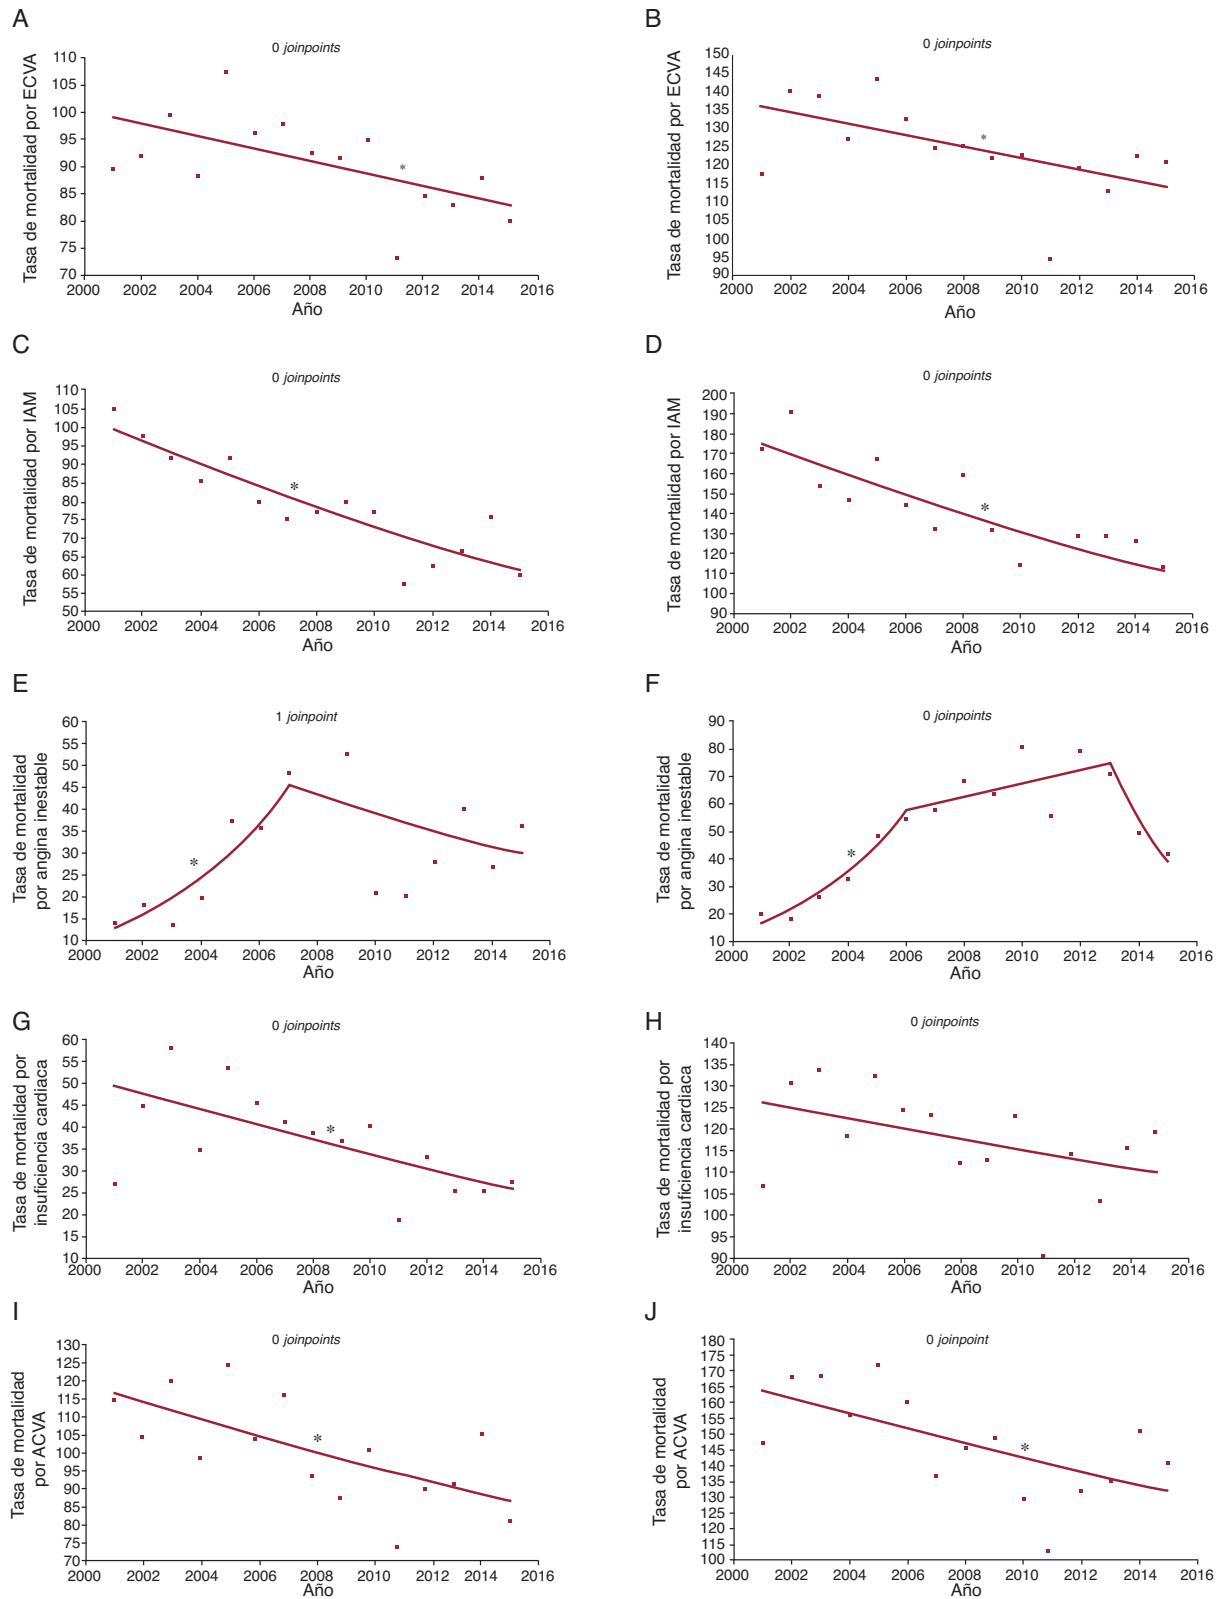 A
0 joinpoints
Tasa de mortalidad por ECVA
110
105
100
95
90
85
80
75
70
2000 2002 2004 2006 2008 2010 2012 2014 2016
Año
B
0 joinpoints
Tasa de mortalidad por ECVA
150
145
140
135
130
125
120
115
110
105
100
95
90
2000 2002 2004 2006 2008 2010 2012 2014 2016
Año
*
*
C
0 joinpoints
Tasa de mortalidad por IAM
110
105
100
95
90
85
80
75
70
65
60
55
50
2000 2002 2004 2006 2008 2010 2012 2014 2016
Año
*
D
0 joinpoints
Tasa de mortalidad por IAM
200
190
180
170
160
150
140
130
120
110
100
90
2000 2002 2004 2006 2008 2010 2012 2014 2016
Año
*
E
1 joinpoint
Tasa de mortalidad
por angina inestable
60
55
50
45
40
35
30
25
20
15
10
2000 2002 2004 2006 2008 2010 2012 2014 2016
Año
*
F
0 joinpoints
Tasa de mortalidad
por angina inestable
90
80
70
60
50
40
30
20
10
2000 2002 2004 2006 2008 2010 2012 2014 2016
Año
*
G
0 joinpoints
Tasa de mortalidad por
insuficiencia cardiaca
60
55
50
45
40
35
30
25
20
15
10
2000 2002 2004 2006 2008 2010 2012 2014 2016
Año
*
H
0 joinpoints
Tasa de mortalidad por
insuficiencia cardiaca
140
135
130
125
120
115
110
105
100
95
90
2000 2002 2004 2006 2008 2010 2012 2014 2016
Año
I
0 joinpoints
Tasa de mortalidad
por ACVA
130
125
120
115
110
105
100
95
90
85
80
75
70
2000 2002 2004 2006 2008 2010 2012 2014 2016
Año
*
J
0 joinpoint
Tasa de mortalidad
por ACVA
180
175
170
165
160
155
150
145
140
135
130
125
120
115
110
105
100
2000 2002 2004 2006 2008 2010 2012 2014 2016
Año
*